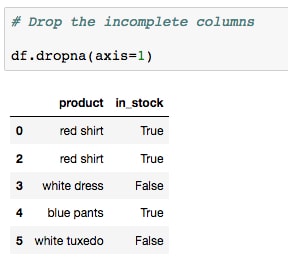 # Drop the incomplete columns
df.dropna(axis=1)
product in_stock
0 red shirt True
2 red shirt True
3 white dress False
4 blue pants True
5 white tuxedo False